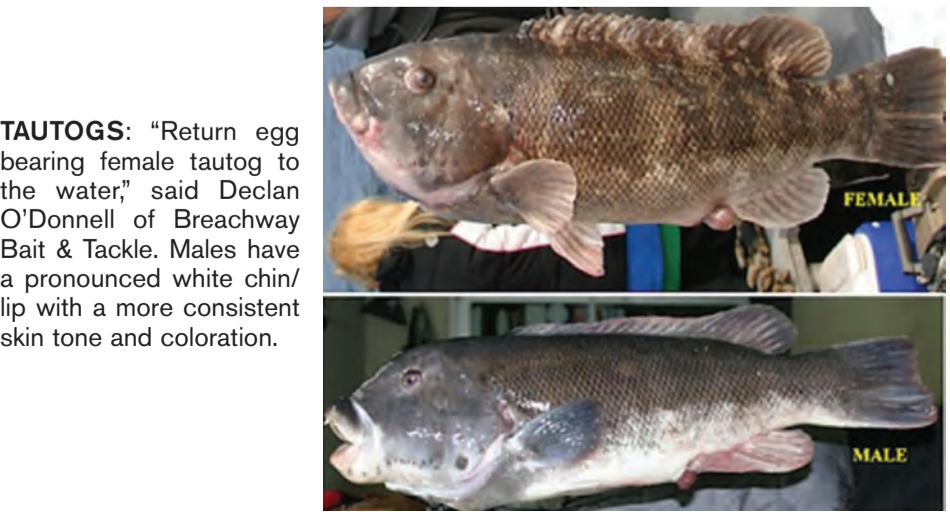 TAUTOGS: “Return egg
bearing female tautog to
the water,” said Declan
O’Donnell of Breachway
Bait & Tackle. Males have
a pronounced white chin/
lip with a more consistent
skin tone and coloration.
FEMALE
MALE